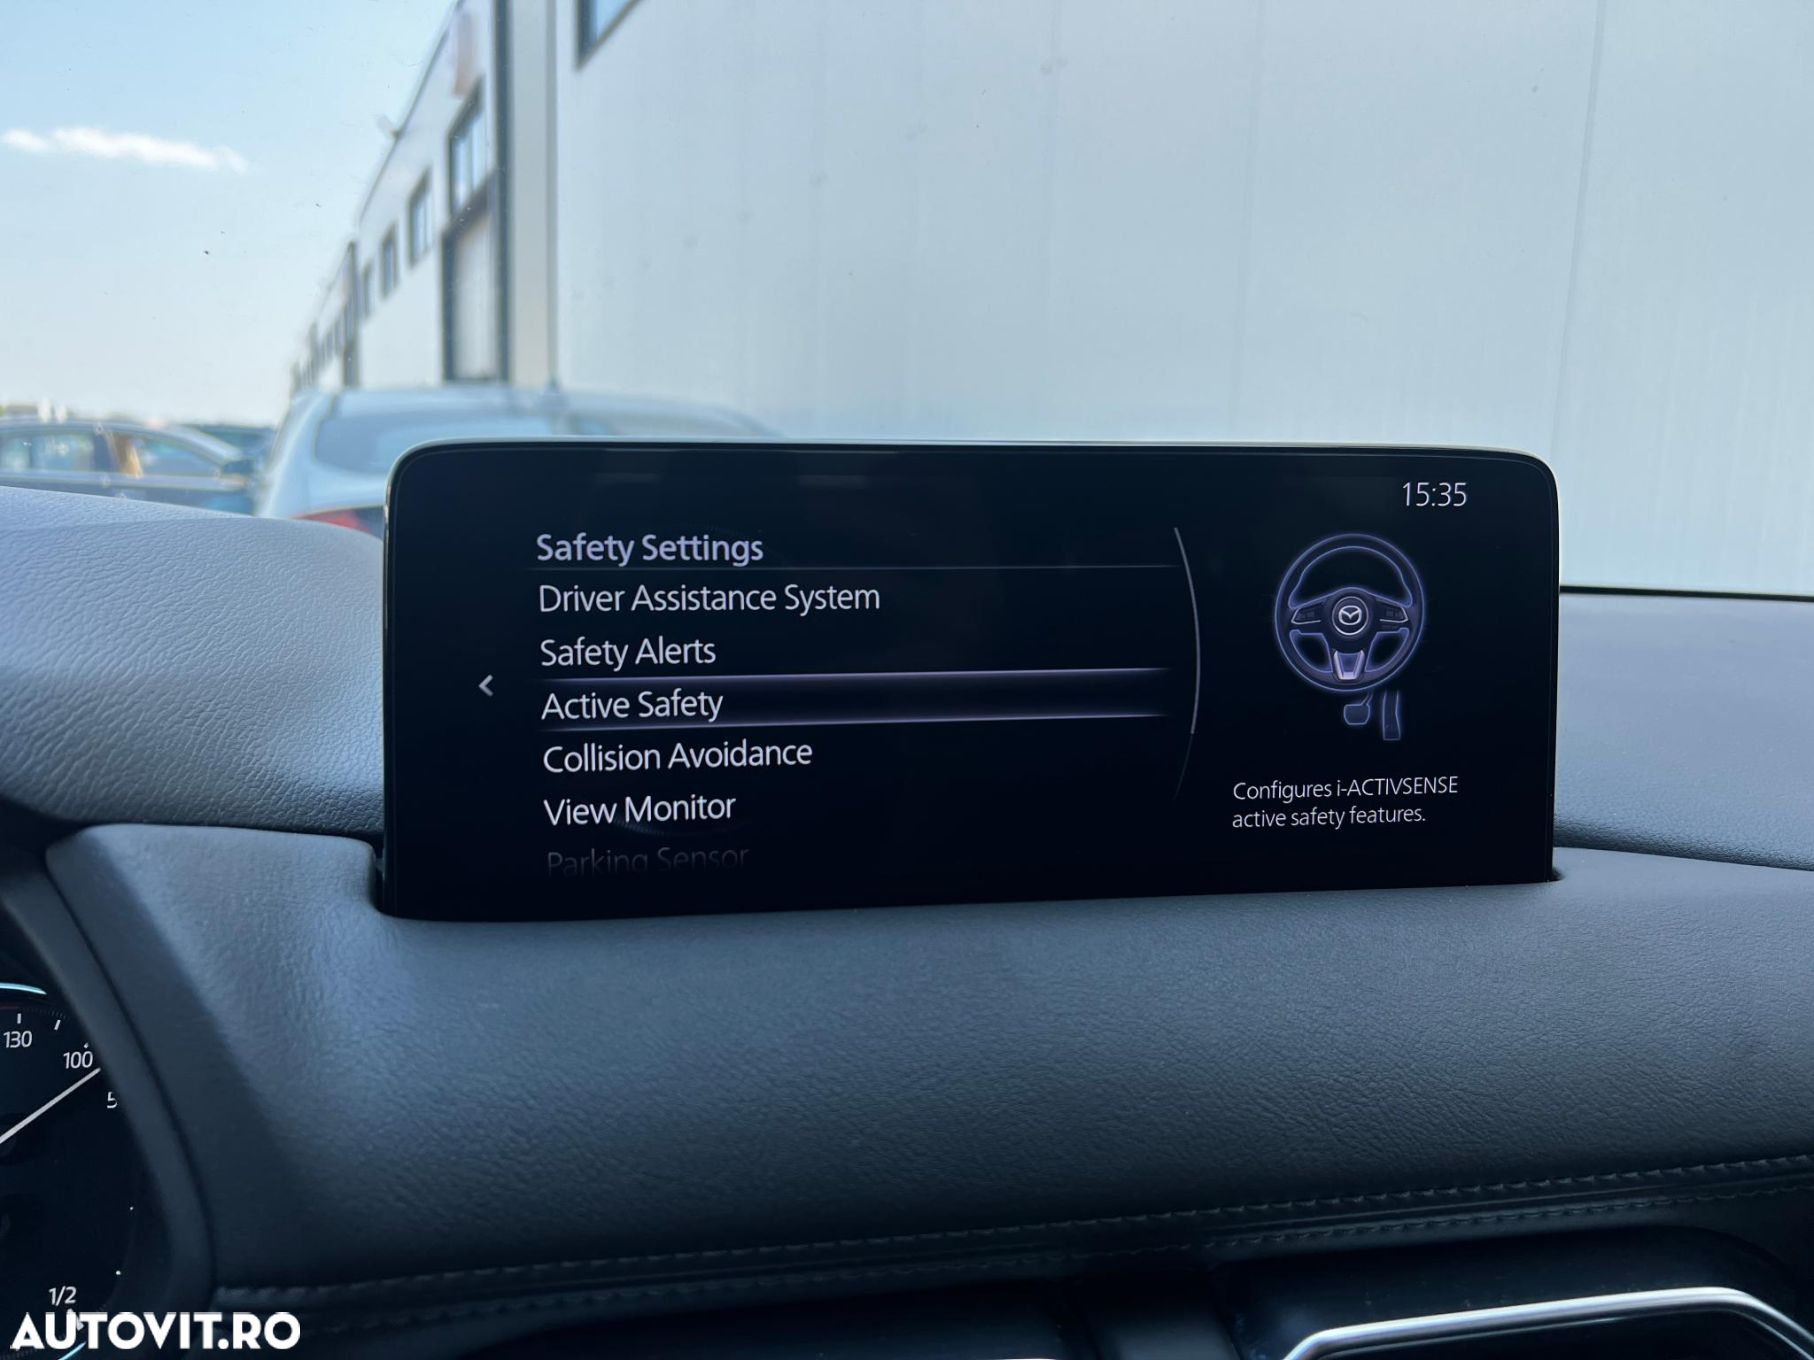 15:35
Safety Settings
Driver Assistance System
Safety Alerts
Active Safety
Collision Avoidance
View Monitor
Parking Sensor
Configures i-ACTIVSENSE
active safety features.
130
100
5
1/2
AUTOVIT.RO